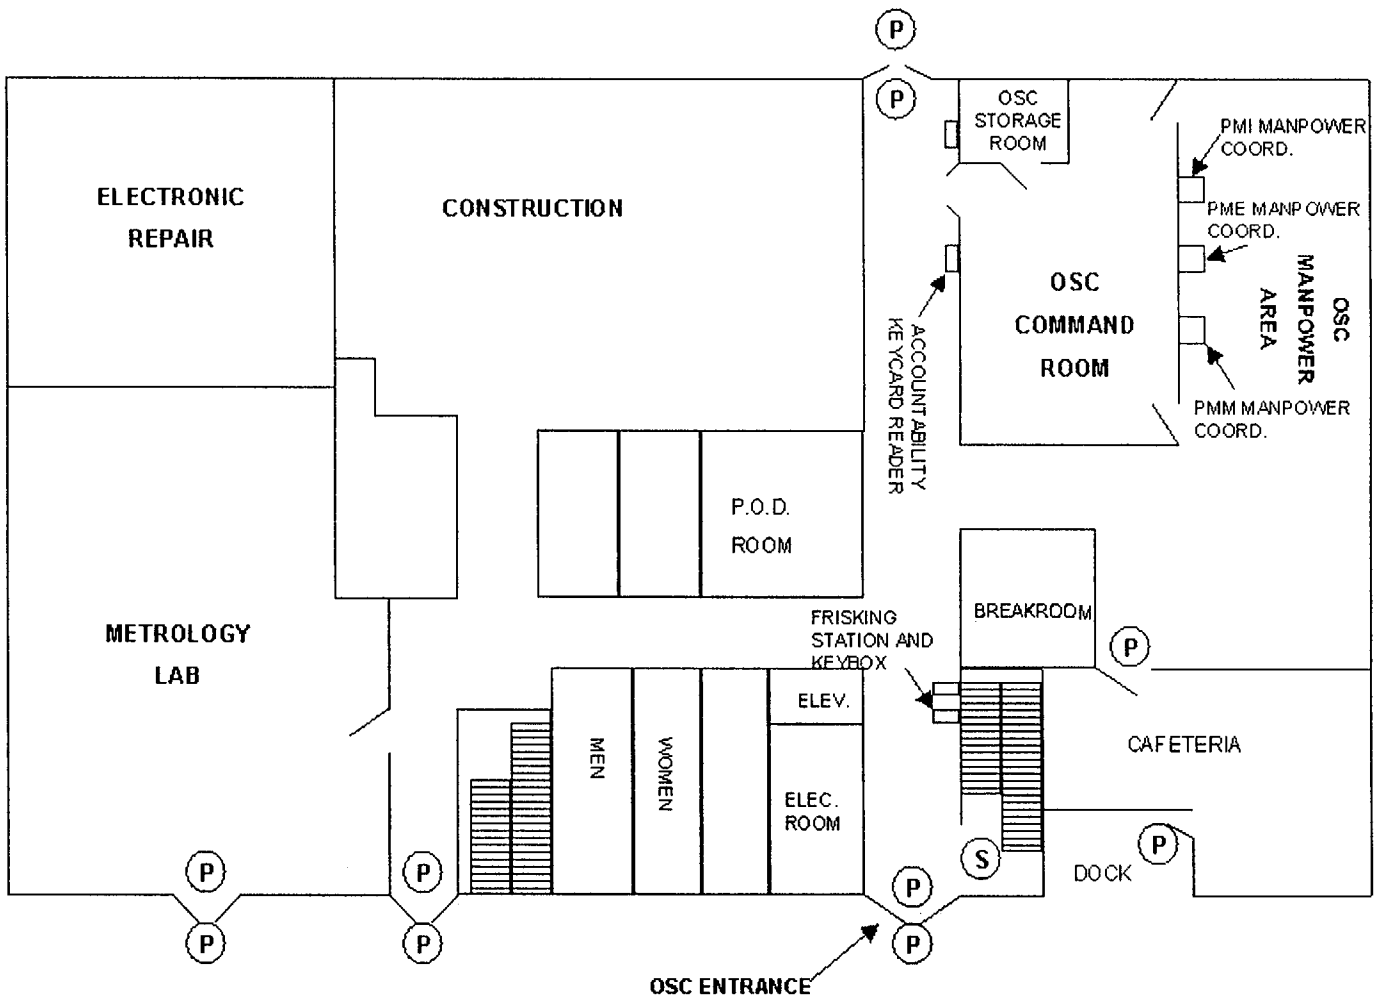 P
P
OSC
STORAGE
ROOM
PMI MANPOWER
COORD.
ELECTRONIC
REPAIR
CONSTRUCTION
PME MANPOWER
COORD.
OSC
MANPOWER
AREA
OSC
COMMAND
ROOM
ACCOUNTABILITY
KEYCARD READER
PMM MANPOWER
COORD.
P.O.D.
ROOM
METROLOGY
LAB
FRISKING
STATION AND
KEYBOX
BREAKROOM
P
ELEV.
MEN
WOMEN
CAFETERIA
ELEC.
ROOM
P
P
P
S
P
DOCK
P
P
P
OSC ENTRANCE